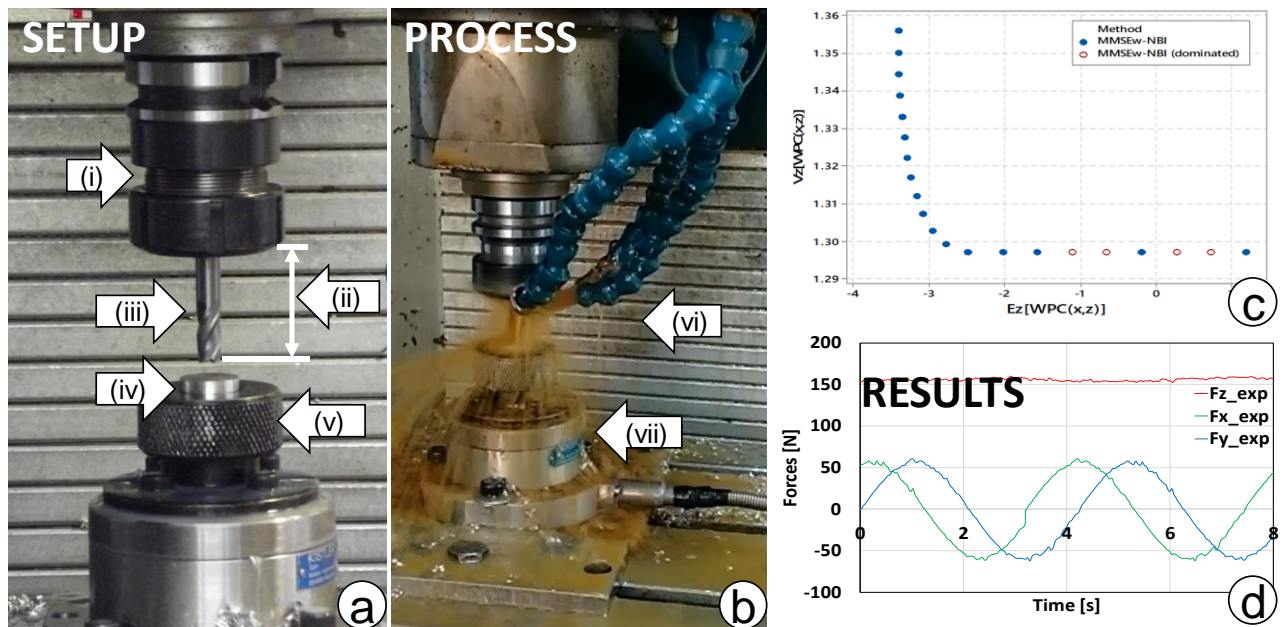 SETUP
(i)
(ii)
(iii)
(iv)
(v)
a
PROCESS
(vi)
(vii)
b
1.36
1.35
1.34
1.33
1.32
1.31
1.30
1.29
Vz[WPC(x,z)]
Method
MMSEw-NBI
MMSEw-NBI (dominated)
-4
-3
-2
-1
0
1
Ez[WPC(x,z)]
c
200
150
100
50
0
-50
-100
Forces [N]
RESULTS
Fz_exp
Fx_exp
Fy_exp
0
2
4
6
8
Time [s]
d